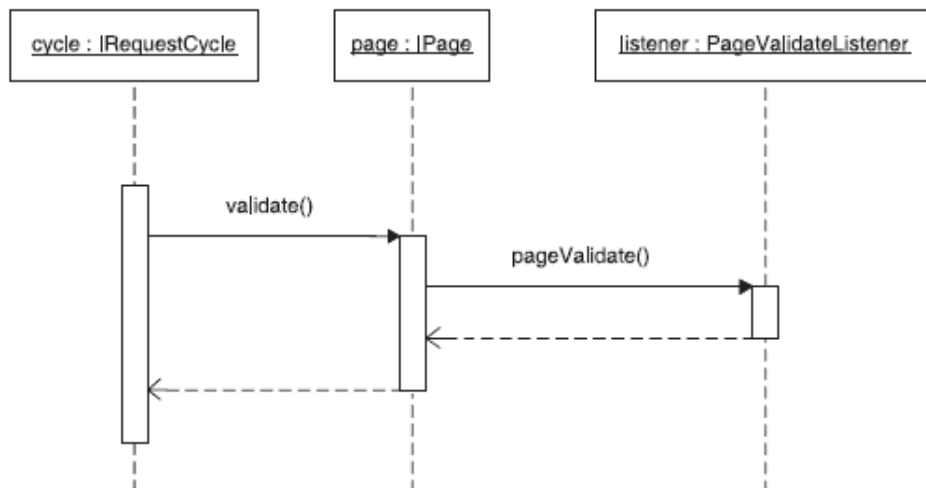 cycle : IRequestCycle
page : IPage
listener : PageValidateListener
validate()
pageValidate()